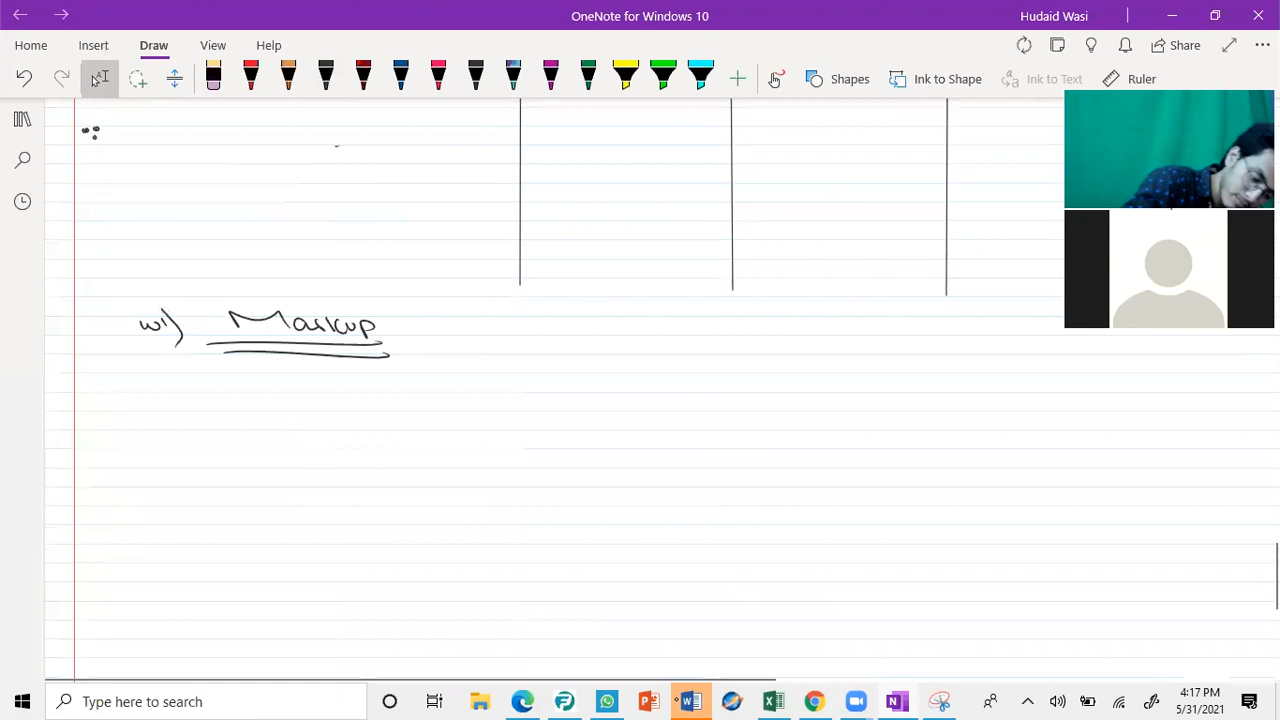 OneNote for Windows 10
Hudaid Wasi
Home Insert Draw View Help
Share
Shapes
Ink to Shape
Ink to Text
Ruler
w1) Markup
Type here to search
4:17 PM
5/31/2021